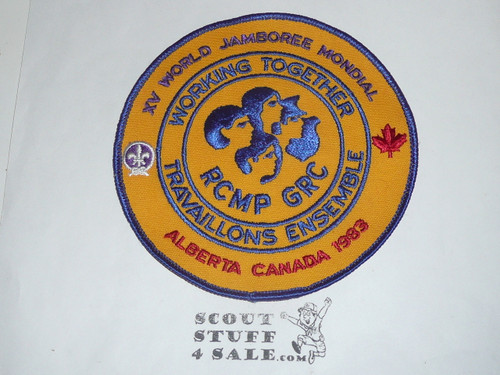 XV WORLD JAMBOREE MONDIAL
WORKING TOGETHER
RCMP GRC
TRAVAILLONS ENSEMBLE
ALBERTA CANADA 1983
SCOUT
STUFF
4 SALE.com